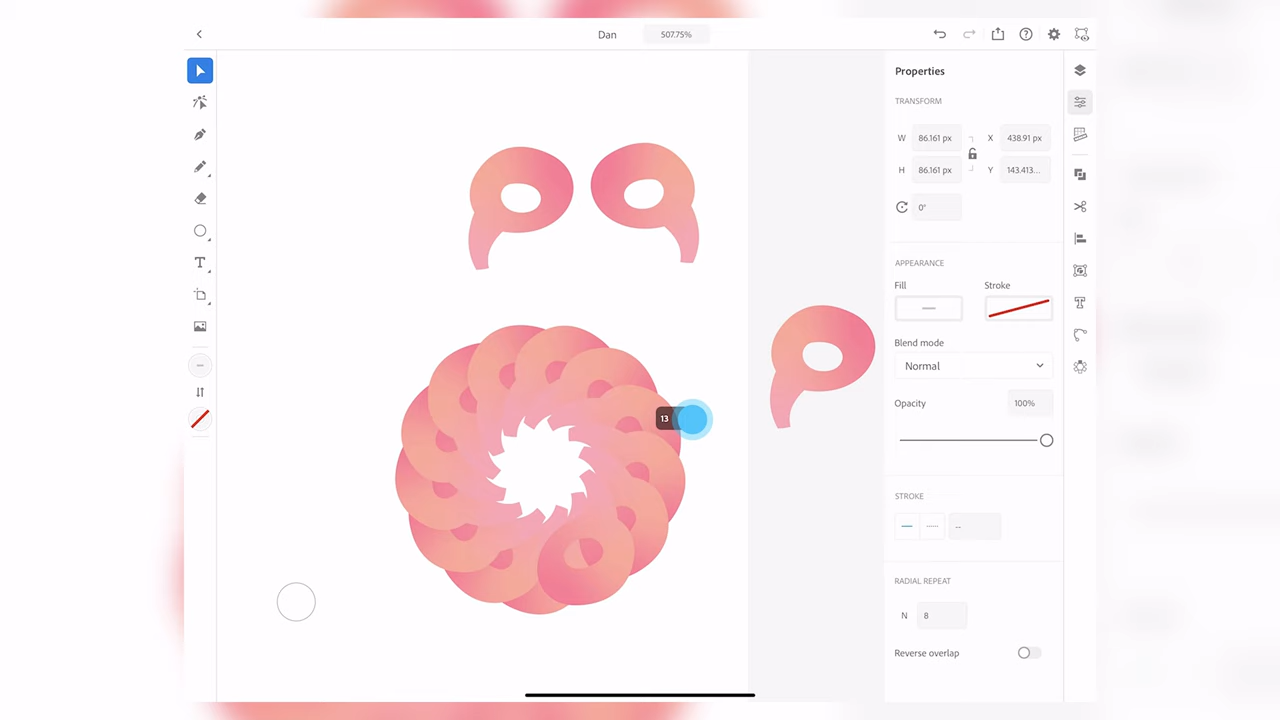 Dan
507.75%
Properties
TRANSFORM
W 86.161 px X 438.91 px
H 86.161 px Y 143.413...
0°
APPEARANCE
Fill Stroke
Blend mode
Normal
Opacity 100%
13
STROKE
--
RADIAL REPEAT
N 8
Reverse overlap